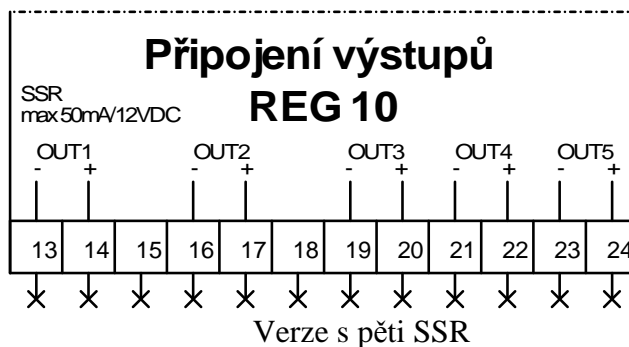 Připojení výstupů
REG 10
SSR
max 50mA/12VDC
OUT1 OUT2 OUT3 OUT4 OUT5
- + - + - + - + - +
13 14 15 16 17 18 19 20 21 22 23 24
Verze s pěti SSR